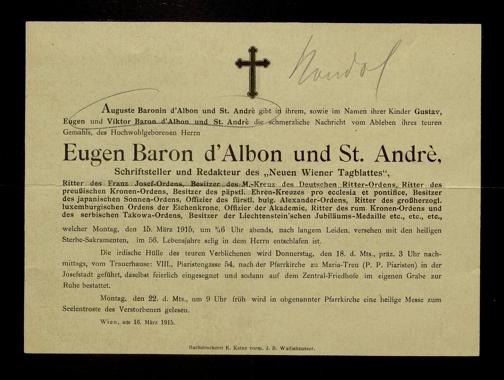 Auguste Baronin d'Albon und St. Andrè gibt in ihrem, sowie im Namen ihrer Kinder Gustav,
Eugen und Viktor Baron d'Albon und St. Andrè die schmerzliche Nachricht vom Ableben ihres teuren
Gemahls, des Hochwohlgeborenen Herrn
Eugen Baron d'Albon und St. Andrè,
Schriftsteller und Redakteur des „Neuen Wiener Tagblattes",
Ritter des Franz Josef-Ordens, Besitzer des M.-Kreuz des Deutschen Ritter-Ordens, Ritter des
preußischen Kronen-Ordens, Besitzer des päpstl. Ehren-Kreuzes pro ecclesia et pontifice, Besitzer
des japanischen Sonnen-Ordens, Offizier des fürstl. bulg. Alexander-Ordens, Ritter des großherzogl.
luxemburgischen Ordens der Eichenkrone, Offizier der Akademie, Ritter des rum. Kronen-Ordens und
des serbischen Takowa-Ordens, Besitzer der Liechtenstein'schen Jubiläums-Medaille etc., etc., etc.,
welcher Montag, den 15. März 1915, um ½6 Uhr abends, nach langem Leiden, versehen mit den heiligen
Sterbe-Sakramenten, im 56. Lebensjahre selig in dem Herrn entschlafen ist.
Die irdische Hülle des teuren Verblichenen wird Donnerstag, den 18. d. Mts., präz. 3 Uhr nach-
mittags, vom Trauerhause: VIII., Piaristengasse 54, nach der Pfarrkirche zu Maria-Treu (P. P. Piaristen) in der
Josefstadt geführt, daselbst feierlich eingesegnet und sodann auf dem Zentral-Friedhofe im eigenen Grabe zur
Ruhe bestattet.
Montag, den 22. d. Mts., um 9 Uhr früh wird in obgenannter Pfarrkirche eine heilige Messe zum
Seelentroste des Verstorbenen gelesen.
Wien, am 16. März 1915.
Buchdruckerei R. Kainz vorm. J. B. Wallishausser.